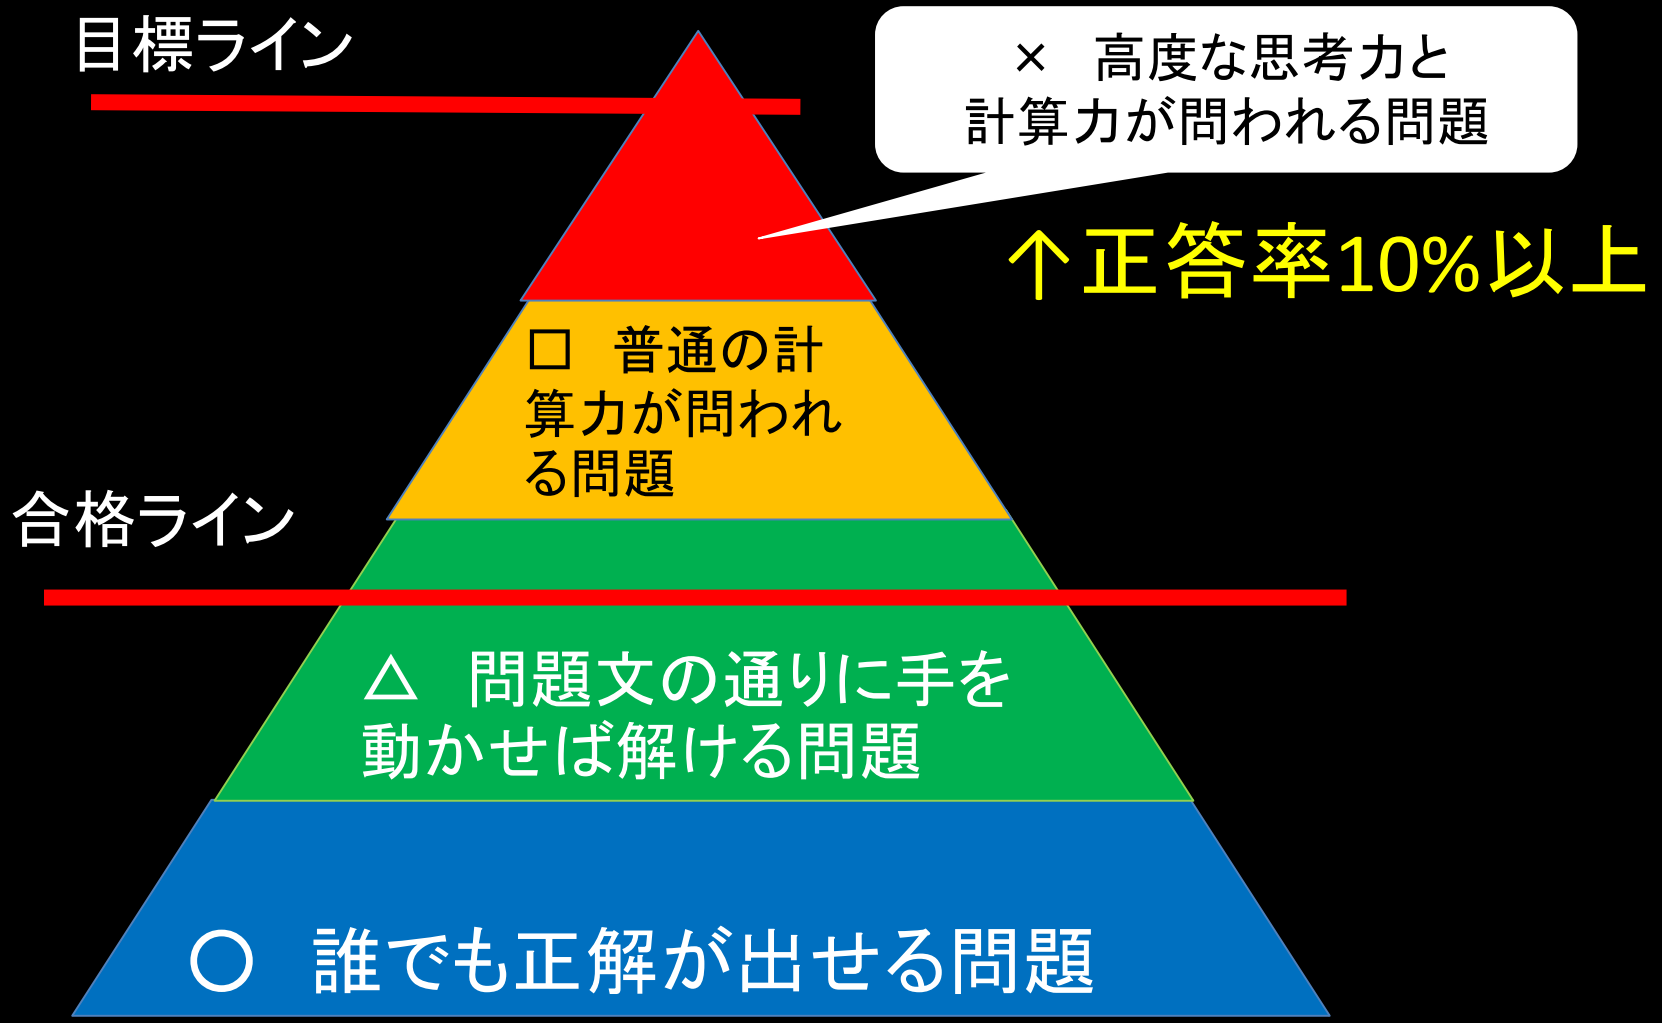 目標ライン
×　高度な思考力と
計算力が問われる問題
↑正答率10%以上
□　普通の計
算力が問われ
る問題
合格ライン
△　問題文の通りに手を
動かせば解ける問題
○　誰でも正解が出せる問題